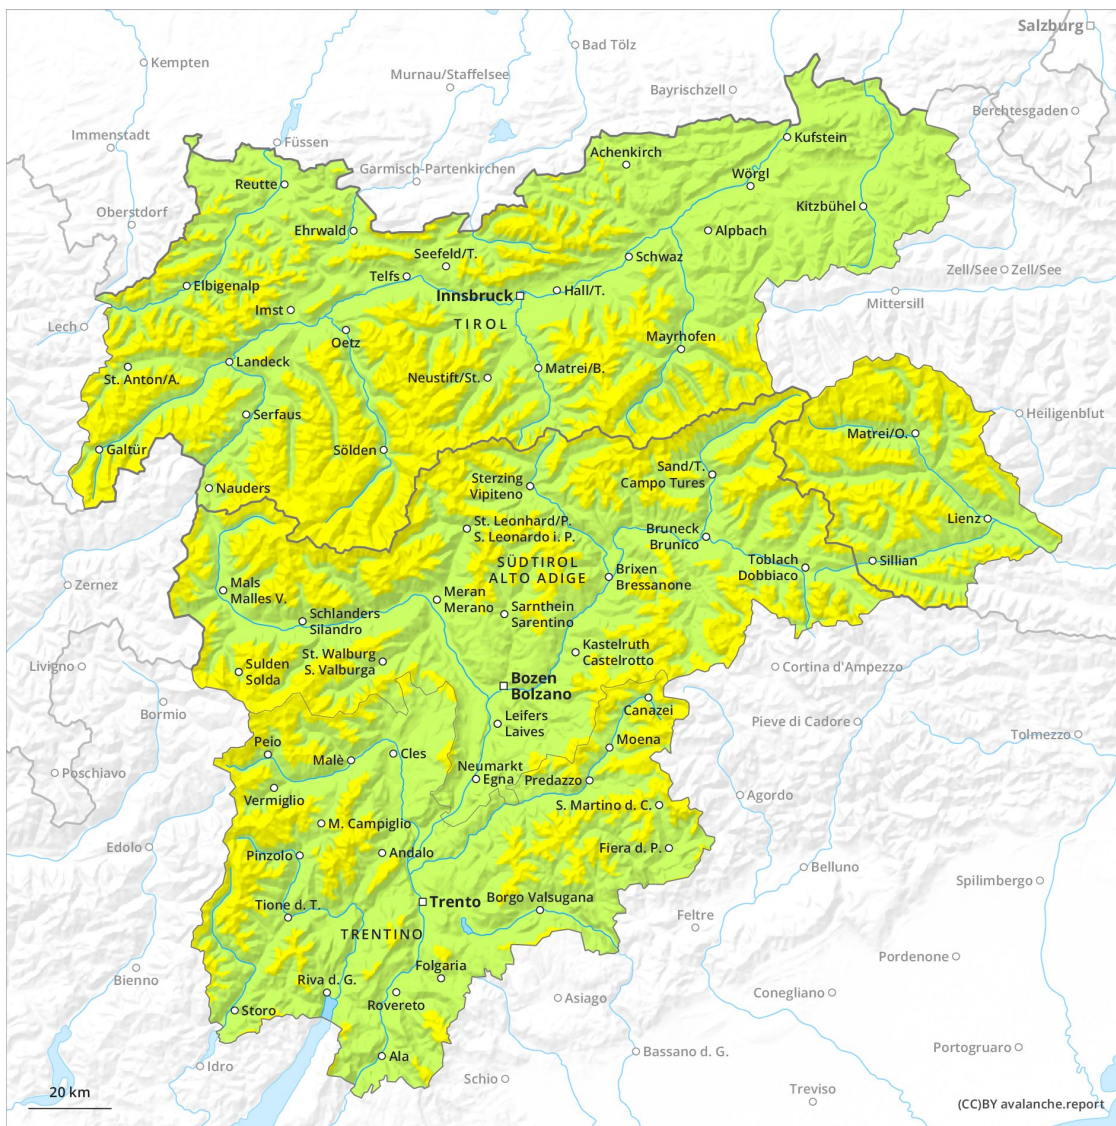 Salzburg
Bad Tölz
Kempten
Murnau/Staffelsee
Bayrischzell
Berchtesgaden
Immenstadt
Füssen
Kufstein
Achenkirch
Garmisch-Partenkirchen
Wörgl
Reutte
Kitzbühel
Oberstdorf
Ehrwald
Alpbach
Seefeld/T.
Schwaz
Zell/See
Zell/See
Telfs
Elbigenalp
Innsbruck
Hall/T.
Mittersill
Imst
TIROL
Lech
Oetz
Mayrhofen
Landeck
Matrei/B.
St. Anton/A.
Neustift/St.
Serfaus
Heiligenblut
Matrei/O.
Galtür
Sölden
Sand/T.
Campo Tures
Sterzing
Vipiteno
Nauders
St. Leonhard/P.
S. Leonardo i. P.
Lienz
Bruneck
Brunico
SÜDTIROL
ALTO ADIGE
Toblach
Dobbiaco
Sillian
Brixen
Bressanone
Zernez
Mals
Malles V.
Meran
Merano
Sarnthein
Sarentino
Schlanders
Silandro
Kastelruth
Castelrotto
St. Walburg
S. Valburga
Livigno
Sulden
Solda
Cortina d'Ampezzo
Bozen
Bolzano
Canazei
Bormio
Leifers
Laives
Pieve di Cadore
Tolmezzo
Peio
Moena
Cles
Malè
Neumarkt
Egna
Predazzo
Poschiavo
Vermiglio
Agordo
S. Martino d. C.
M. Campiglio
Edolo
Pinzolo
Andalo
Fiera d. P.
Belluno
Spilimbergo
Trento
Borgo Valsugana
Tione d. T.
Feltre
TRENTINO
Pordenone
Bienno
Folgaria
Riva d. G.
Conegliano
Asiago
Storo
Rovereto
Bassano d. G.
Portogruaro
Ala
Idro
Schio
Treviso
20 km
(CC)BY avalanche.report